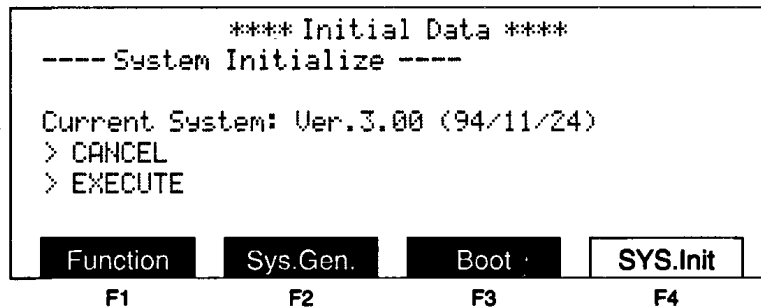 **** Initial Data ****
---- System Initialize ----
Current System: Ver.3.00 (94/11/24)
> CANCEL
> EXECUTE
Function Sys.Gen. Boot SYS.Init
F1 F2 F3 F4